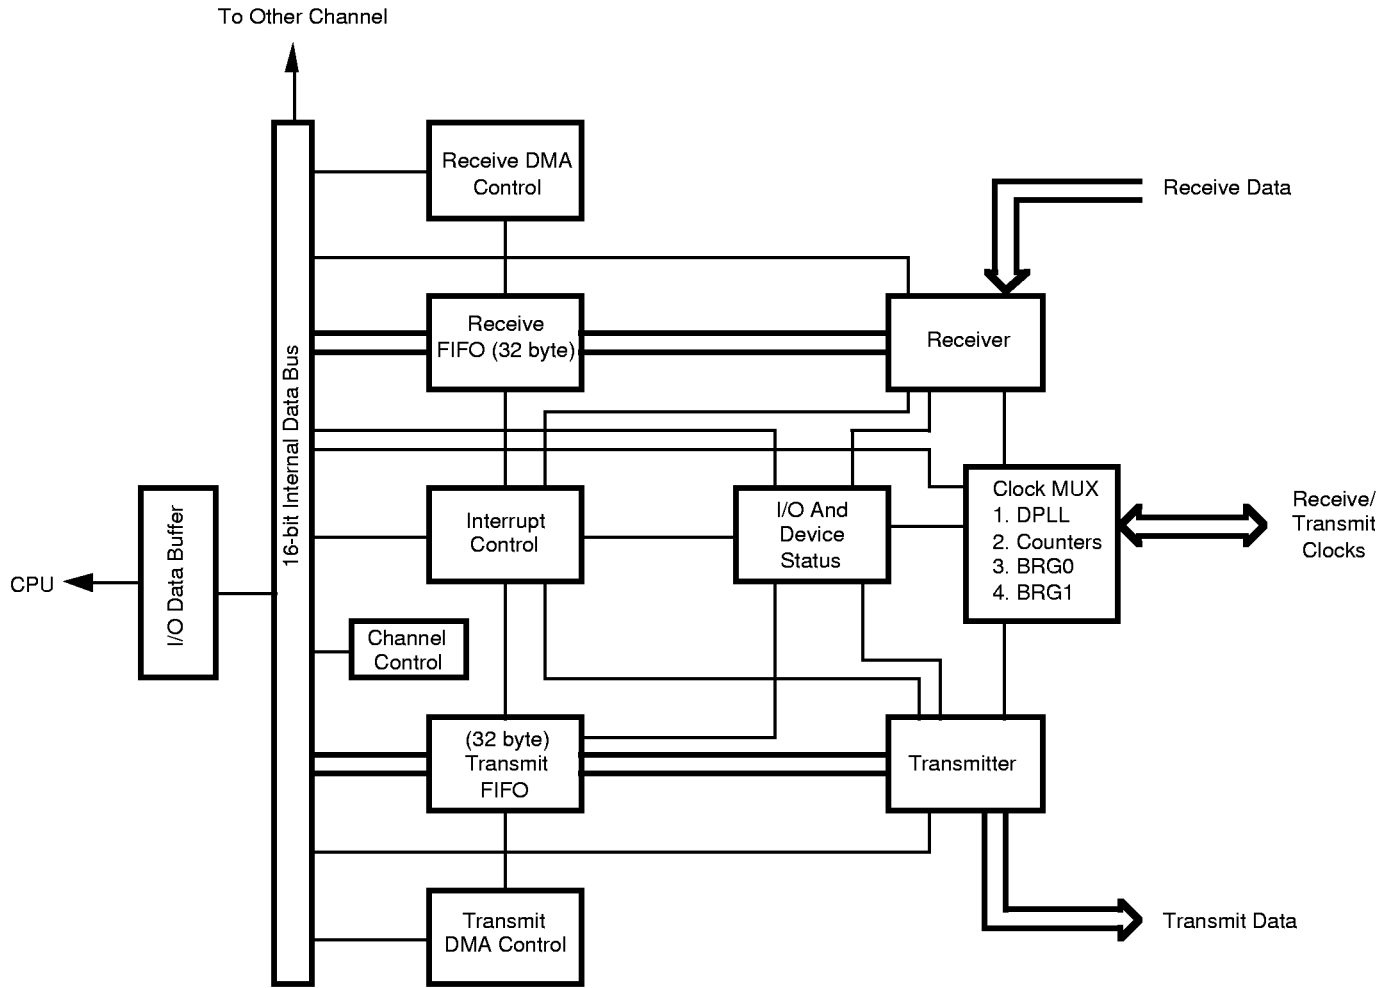 To Other Channel
Receive DMA
Control
Receive Data
Receive
FIFO (32 byte)
Receiver
16-bit Internal Data Bus
Interrupt
Control
I/O And
Device
Status
Clock MUX
1. DPLL
2. Counters
3. BRG0
4. BRG1
Receive/
Transmit
Clocks
CPU
I/O Data Buffer
Channel
Control
(32 byte)
Transmit
FIFO
Transmitter
Transmit
DMA Control
Transmit Data